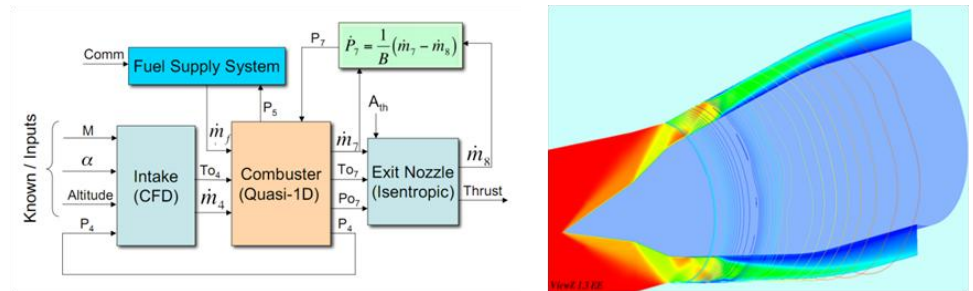 Comm
Fuel Supply System
P₇
Ṗ₇ = 1/B (ṁ₇ − ṁ₈)
P₅
Aₜₕ
Known / Inputs
M
α
Altitude
P₄
Intake
(CFD)
ṁf
To₄
ṁ₄
Combuster
(Quasi-1D)
ṁ₇
To₇
Po₇
P₄
Exit Nozzle
(Isentropic)
ṁ₈
Thrust